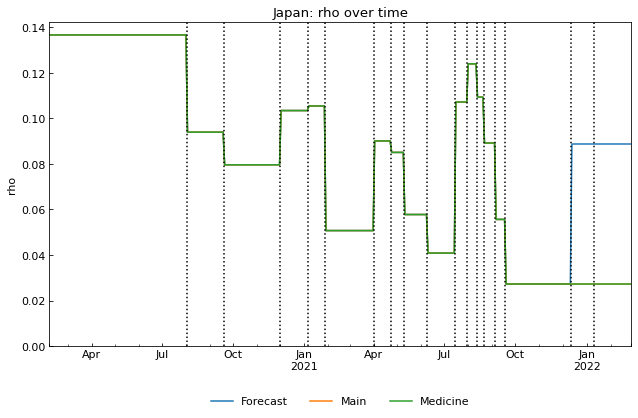 Japan: rho over time
0.14
0.12
0.10
0.08
0.06
0.04
0.02
0.00
rho
Apr Jul Oct Jan Apr Jul Oct Jan
2021 2022
Forecast Main Medicine